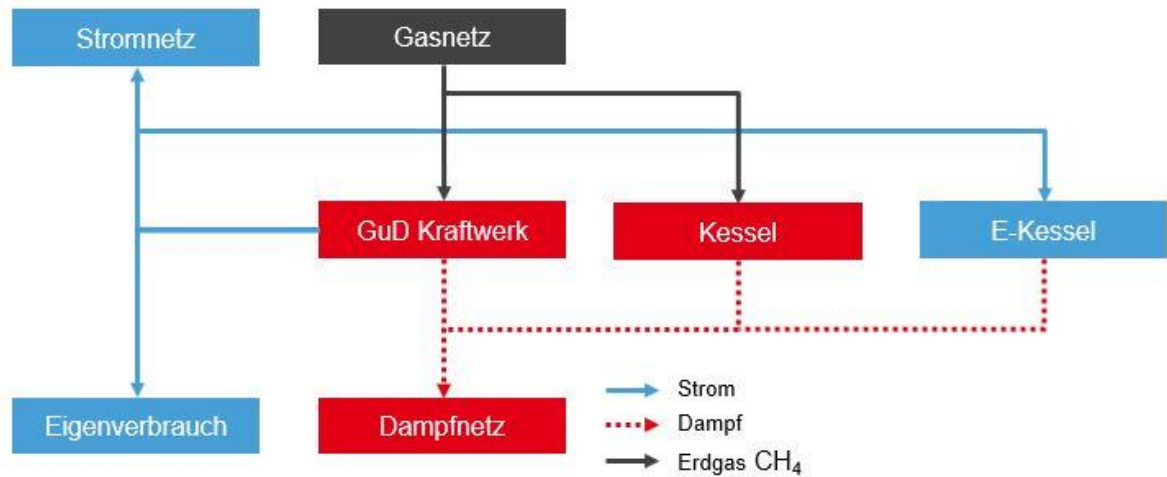 Stromnetz
Gasnetz
GuD Kraftwerk
Kessel
E-Kessel
Eigenverbrauch
Dampfnetz
Strom
Dampf
Erdgas CH₄